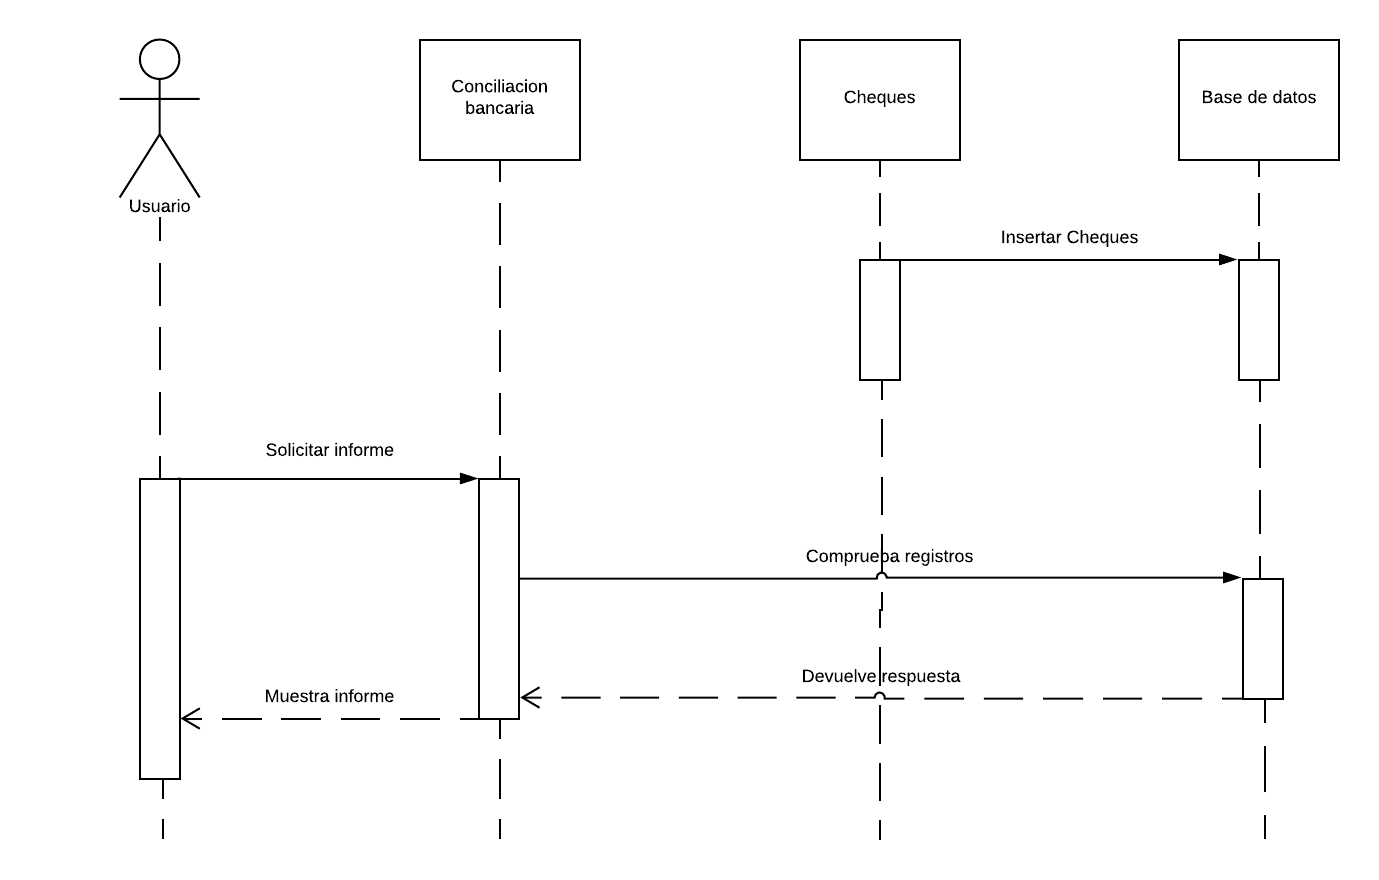 Conciliacion
bancaria
Cheques
Base de datos
Usuario
Insertar Cheques
Solicitar informe
Comprueba registros
Devuelve respuesta
Muestra informe